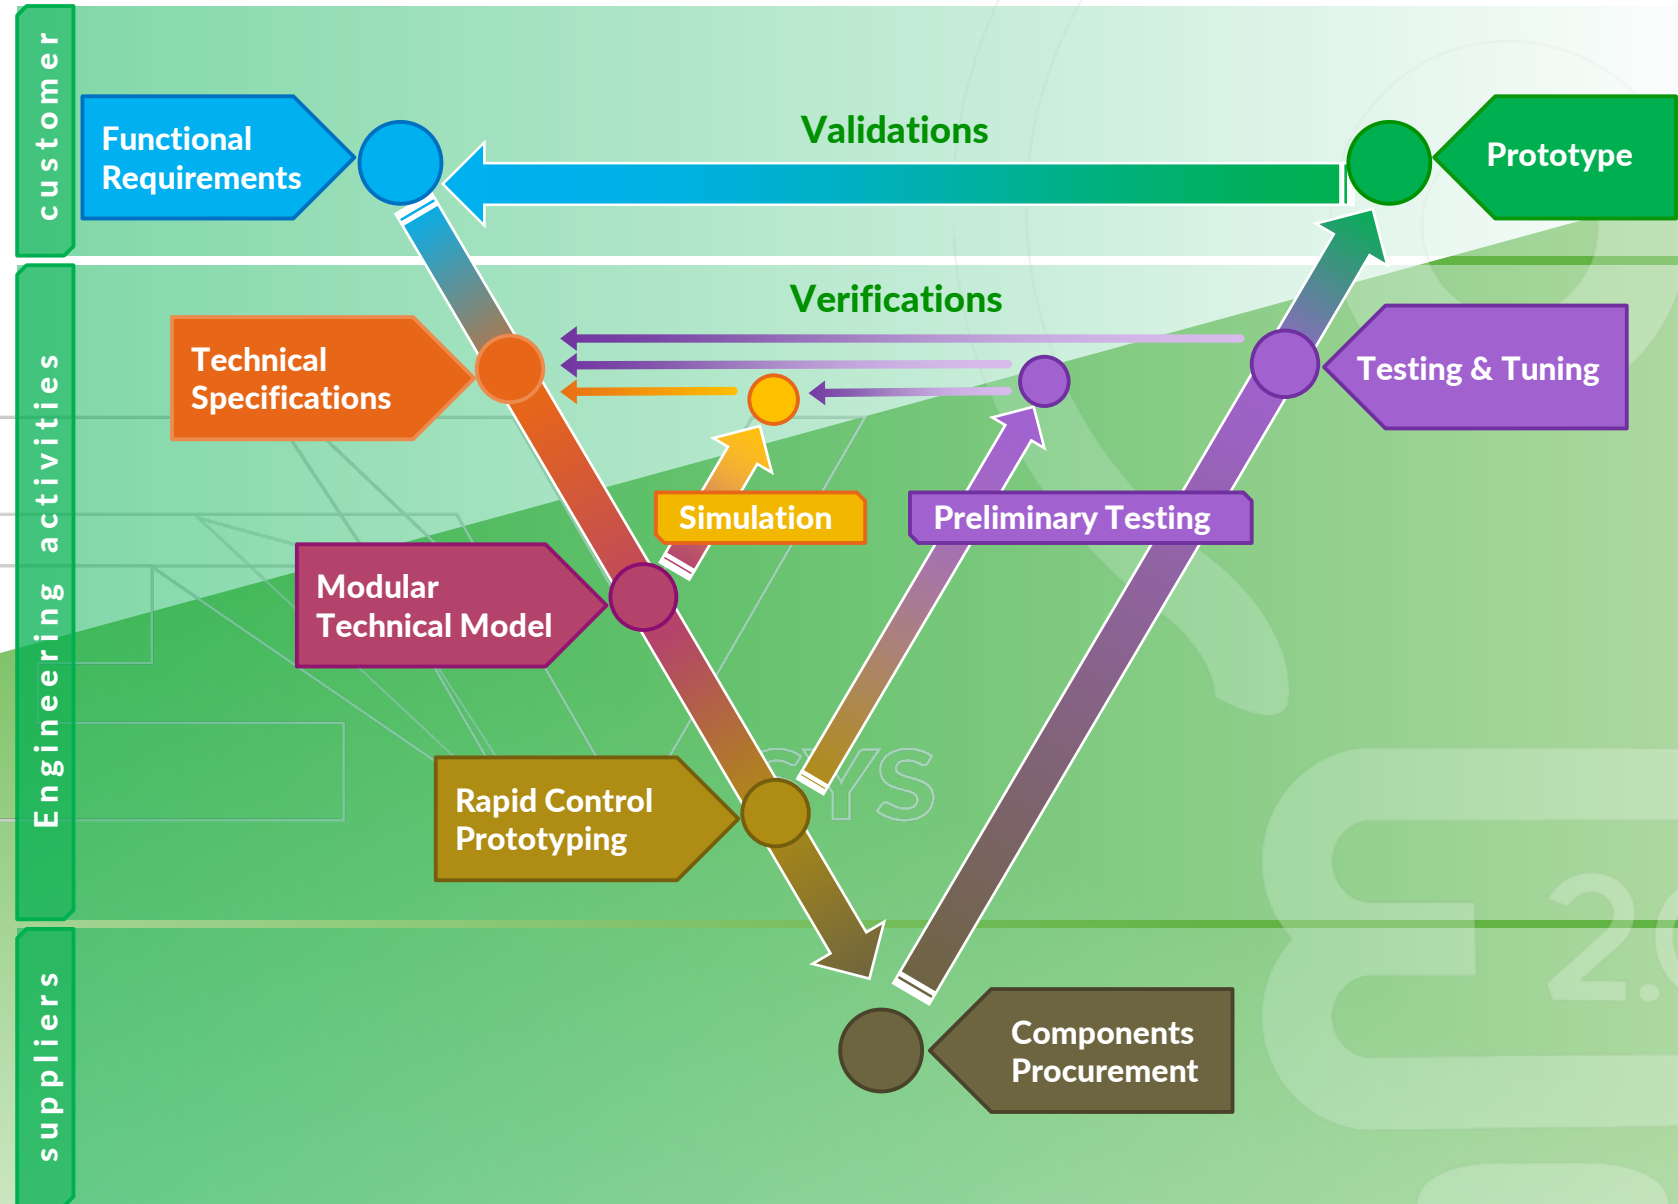 customer
Functional
Requirements
Validations
Prototype
Engineering activities
Verifications
Technical
Specifications
Testing & Tuning
Simulation
Preliminary Testing
Modular
Technical Model
Rapid Control
Prototyping
suppliers
Components
Procurement